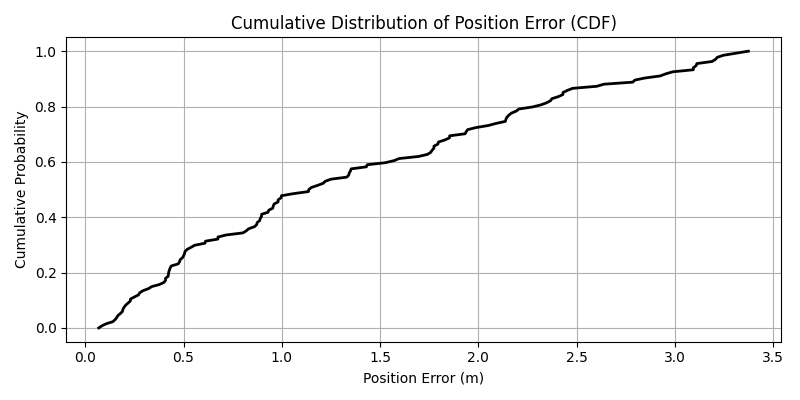 Cumulative Distribution of Position Error (CDF)
1.0
0.8
0.6
0.4
0.2
0.0
Cumulative Probability
0.0 0.5 1.0 1.5 2.0 2.5 3.0 3.5
Position Error (m)